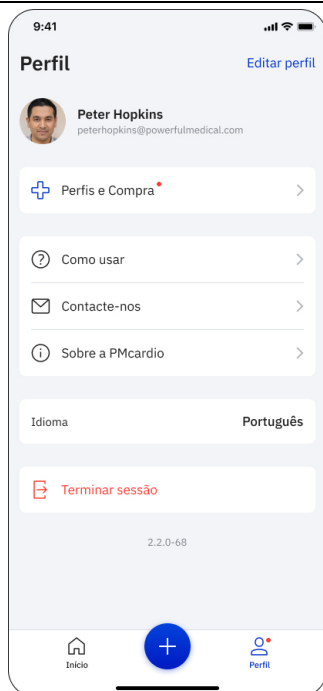 9:41
Perfil
Editar perfil
Peter Hopkins
peterhopkins@powerfulmedical.com
Perfis e Compra
Como usar
Contacte-nos
Sobre a PMcardio
Idioma
Português
Terminar sessão
2.2.0-68
Início
Perfil